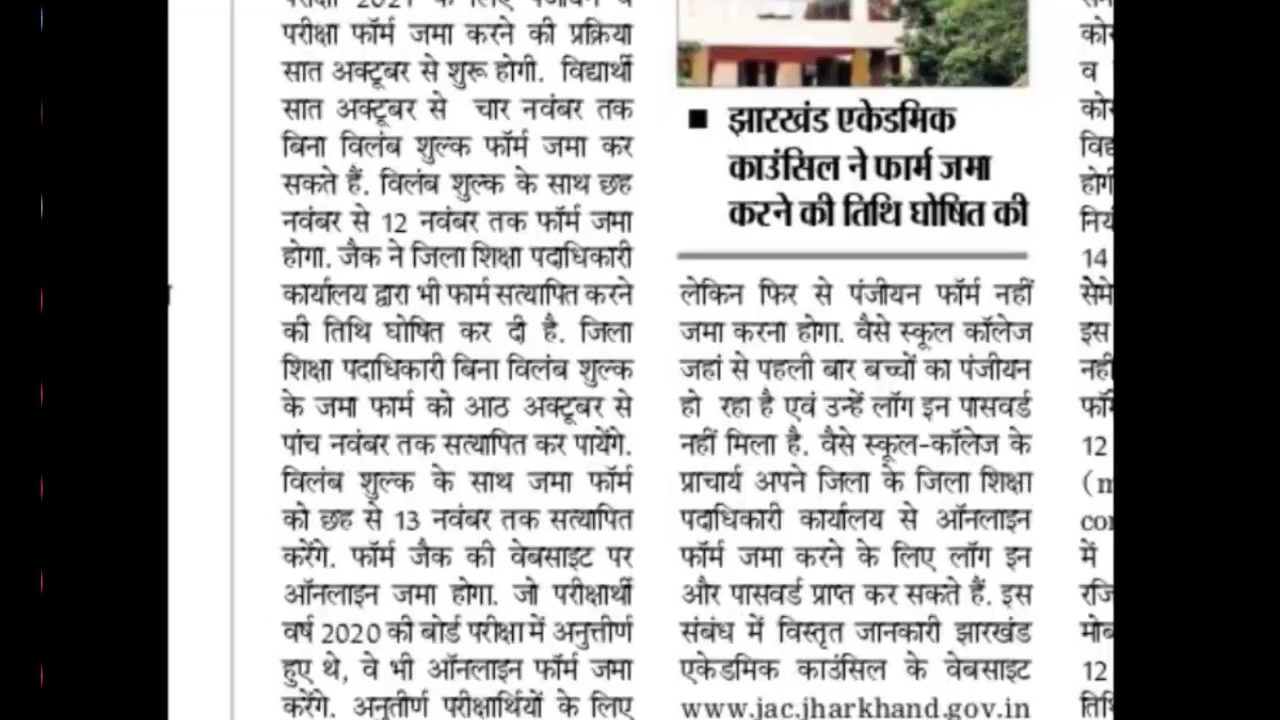 परीक्षा फॉर्म जमा करने की प्रक्रिया
सात अक्टूबर से शुरू होगी. विद्यार्थी
सात अक्टूबर से चार नवंबर तक
बिना विलंब शुल्क फॉर्म जमा कर
सकते हैं. विलंब शुल्क के साथ छह
नवंबर से 12 नवंबर तक फॉर्म जमा
होगा. जैक ने जिला शिक्षा पदाधिकारी
कार्यालय द्वारा भी फार्म सत्यापित करने
की तिथि घोषित कर दी है. जिला
शिक्षा पदाधिकारी बिना विलंब शुल्क
के जमा फार्म को आठ अक्टूबर से
पांच नवंबर तक सत्यापित कर पायेंगे.
विलंब शुल्क के साथ जमा फॉर्म
को छह से 13 नवंबर तक सत्यापित
करेंगे. फॉर्म जैक की वेबसाइट पर
ऑनलाइन जमा होगा. जो परीक्षार्थी
वर्ष 2020 की बोर्ड परीक्षा में अनुत्तीर्ण
हुए थे, वे भी ऑनलाइन फॉर्म जमा
करेंगे. अनुतीर्ण परीक्षार्थियों के लिए
■ झारखंड एकेडमिक
काउंसिल ने फार्म जमा
करने की तिथि घोषित की
लेकिन फिर से पंजीयन फॉर्म नहीं
जमा करना होगा. वैसे स्कूल कॉलेज
जहां से पहली बार बच्चों का पंजीयन
हो रहा है एवं उन्हें लॉग इन पासवर्ड
नहीं मिला है. वैसे स्कूल-कॉलेज के
प्राचार्य अपने जिला के जिला शिक्षा
पदाधिकारी कार्यालय से ऑनलाइन
फॉर्म जमा करने के लिए लॉग इन
और पासवर्ड प्राप्त कर सकते हैं. इस
संबंध में विस्तृत जानकारी झारखंड
एकेडमिक काउंसिल के वेबसाइट
www.jac.jharkhand.gov.in
व
14
इस
12
में
12